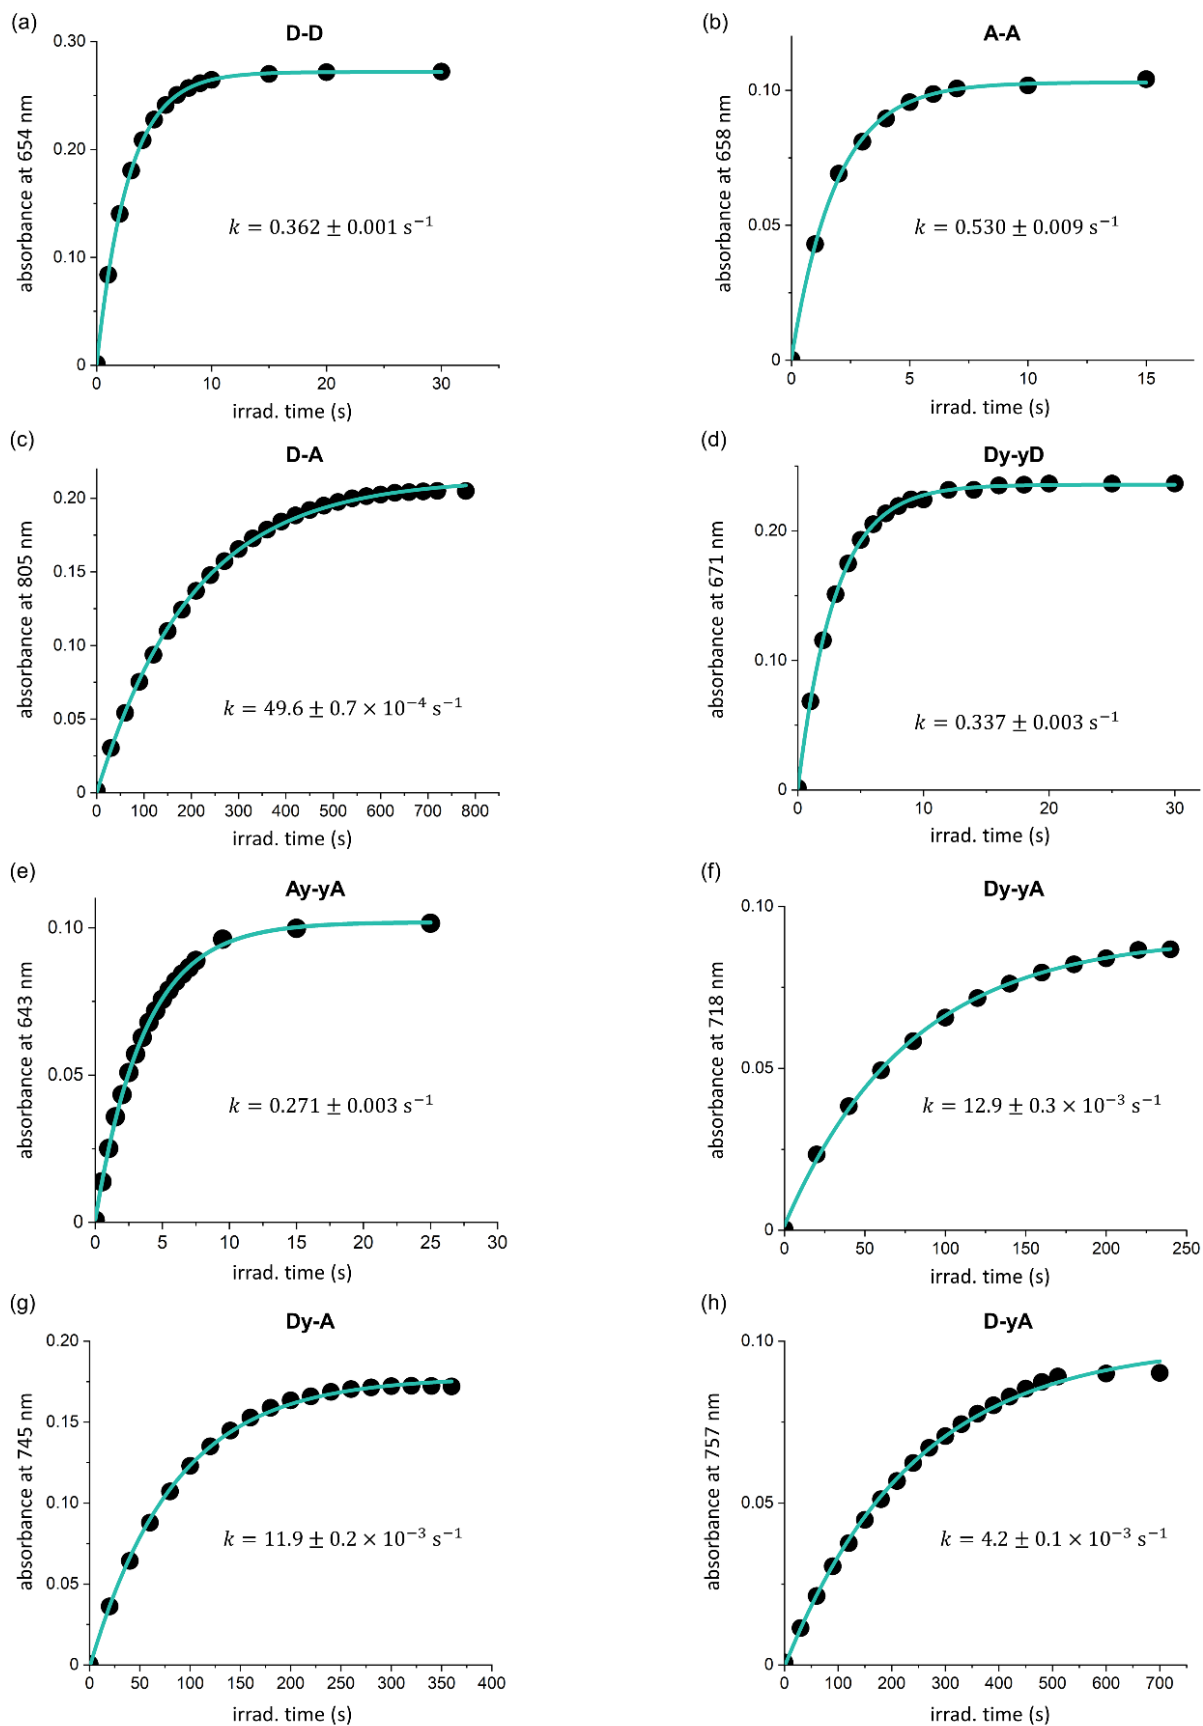 (a)
D-D
absorbance at 654 nm
0.30
0.20
0.10
0
k = 0.362 ± 0.001 s⁻¹
0 10 20 30
irrad. time (s)
(b)
A-A
absorbance at 658 nm
0.10
0.05
0
k = 0.530 ± 0.009 s⁻¹
0 5 10 15
irrad. time (s)
(c)
D-A
absorbance at 805 nm
0.20
0.15
0.10
0.05
0
k = 49.6 ± 0.7 × 10⁻⁴ s⁻¹
0 100 200 300 400 500 600 700 800
irrad. time (s)
(d)
Dy-yD
absorbance at 671 nm
0.20
0.10
0
k = 0.337 ± 0.003 s⁻¹
0 10 20 30
irrad. time (s)
(e)
Ay-yA
absorbance at 643 nm
0.10
0.05
0
k = 0.271 ± 0.003 s⁻¹
0 5 10 15 20 25 30
irrad. time (s)
(f)
Dy-yA
absorbance at 718 nm
0.10
0.05
0
k = 12.9 ± 0.3 × 10⁻³ s⁻¹
0 50 100 150 200 250
irrad. time (s)
(g)
Dy-A
absorbance at 745 nm
0.20
0.15
0.10
0.05
0
k = 11.9 ± 0.2 × 10⁻³ s⁻¹
0 50 100 150 200 250 300 350 400
irrad. time (s)
(h)
D-yA
absorbance at 757 nm
0.10
0.05
0
k = 4.2 ± 0.1 × 10⁻³ s⁻¹
0 100 200 300 400 500 600 700
irrad. time (s)